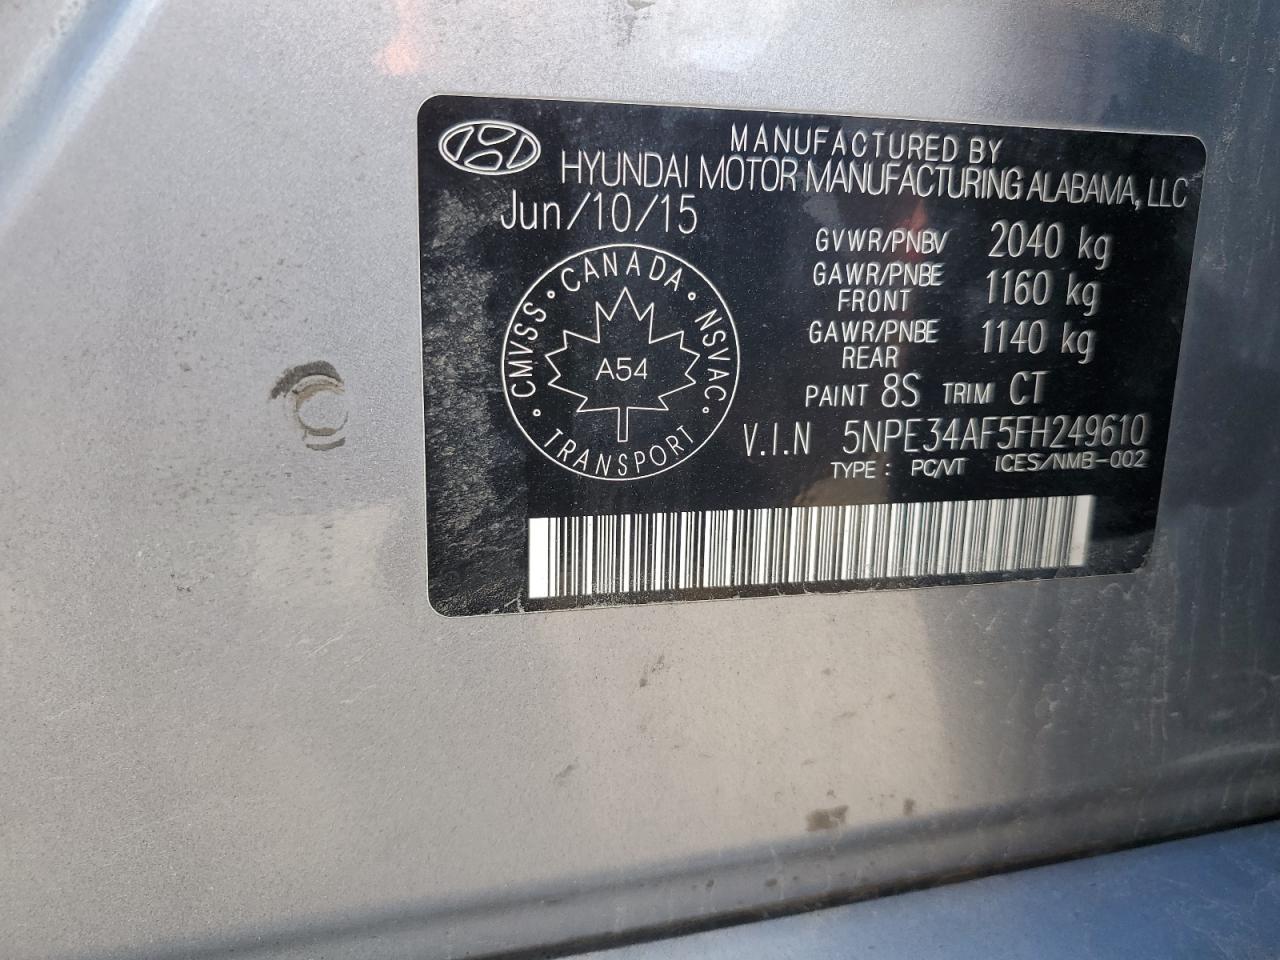 MANUFACTURED BY
HYUNDAI MOTOR MANUFACTURING ALABAMA, LLC
Jun/10/15
GVWR/PNBV 2040 kg
GAWR/PNBE FRONT 1160 kg
GAWR/PNBE REAR 1140 kg
PAINT 8S TRIM CT
V.I.N 5NPE34AF5FH249610
TYPE : PC/VT ICES/NMB-002
CMVSS • CANADA • NSVAC • TRANSPORT •
A54